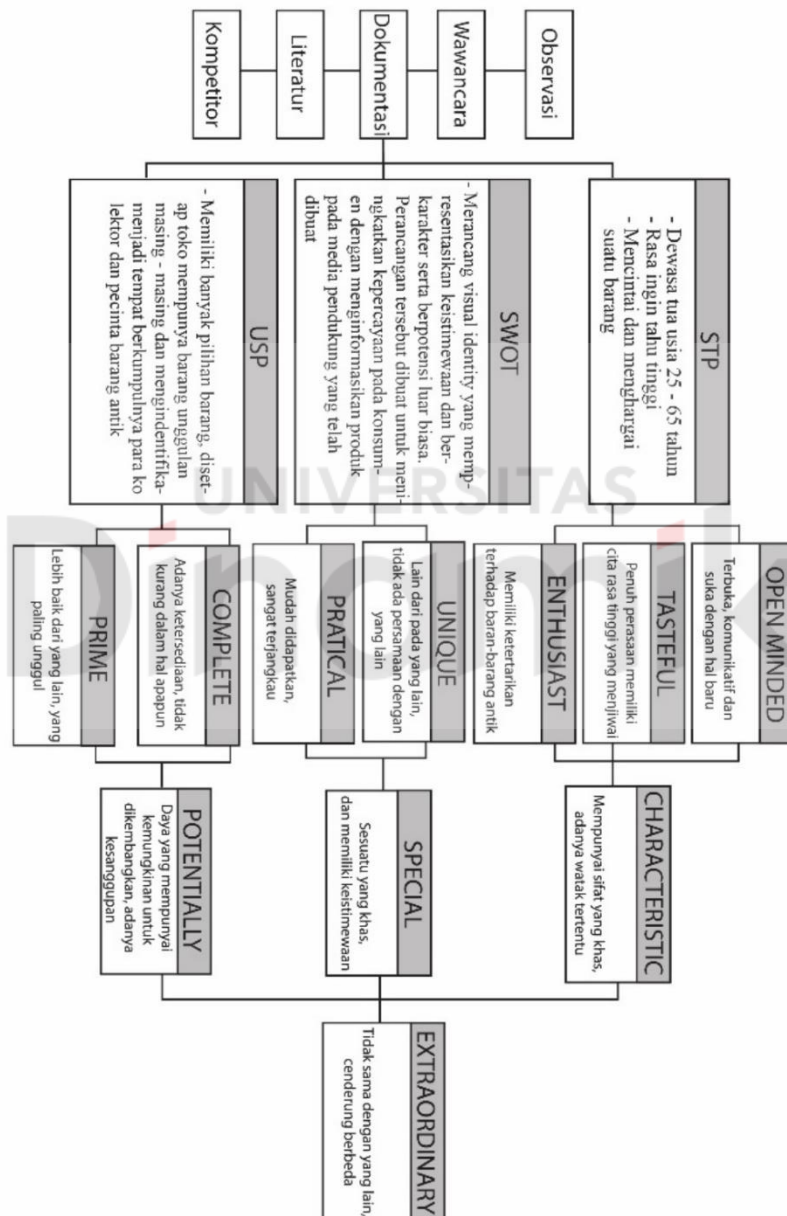 Observasi
Wawancara
Dokumentasi
Literatur
Kompetitor
STP
- Dewasa tua usia 25 - 65 tahun
- Rasa ingin tahu tinggi
- Mencintai dan menghargai
suatu barang
SWOT
- Merancang visual identity yang memp-
resentasikan keistimewaan dan ber-
karakter serta berpotensi luar biasa.
Perancangan tersebut dibuat untuk meni-
ngkatkan kepercayaan pada konsum-
en dengan menginformasikan produk
pada media pendukung yang telah
dibuat
USP
- Memiliki banyak pilihan barang, diset-
ap toko mempunya barang unggulan
masing - masing dan mengindentifika-
menjadi tempat berkumpulnya para ko
lektor dan pecinta barang antik
OPEN MINDED
Terbuka, komunikatif dan
suka dengan hal baru
TASTEFUL
Penuh perasaan memiliki
cita rasa tinggi yang menjiwai
ENTHUSIAST
Memiliki ketertarikan
terhadap baran-barang antik
UNIQUE
Lain dari pada yang lain,
tidak ada persamaan dengan
yang lain
PRATICAL
Mudah didapatkan,
sangat terjangkau
COMPLETE
Adanya ketersediaan, tidak
kurang dalam hal apapun
PRIME
Lebih baik dari yang lain, yang
paling unggul
CHARACTERISTIC
Mempunyai sifat yang khas,
adanya watak tertentu
SPECIAL
Sesuatu yang khas,
dan memiliki keistimewaan
POTENTIALLY
Daya yang mempunyai
kemungkinan untuk
dikembangkan, adanya
kesanggupan
EXTRAORDINARY
Tidak sama dengan yang lain,
cenderung berbeda
UNIVERSITAS
Dinamik